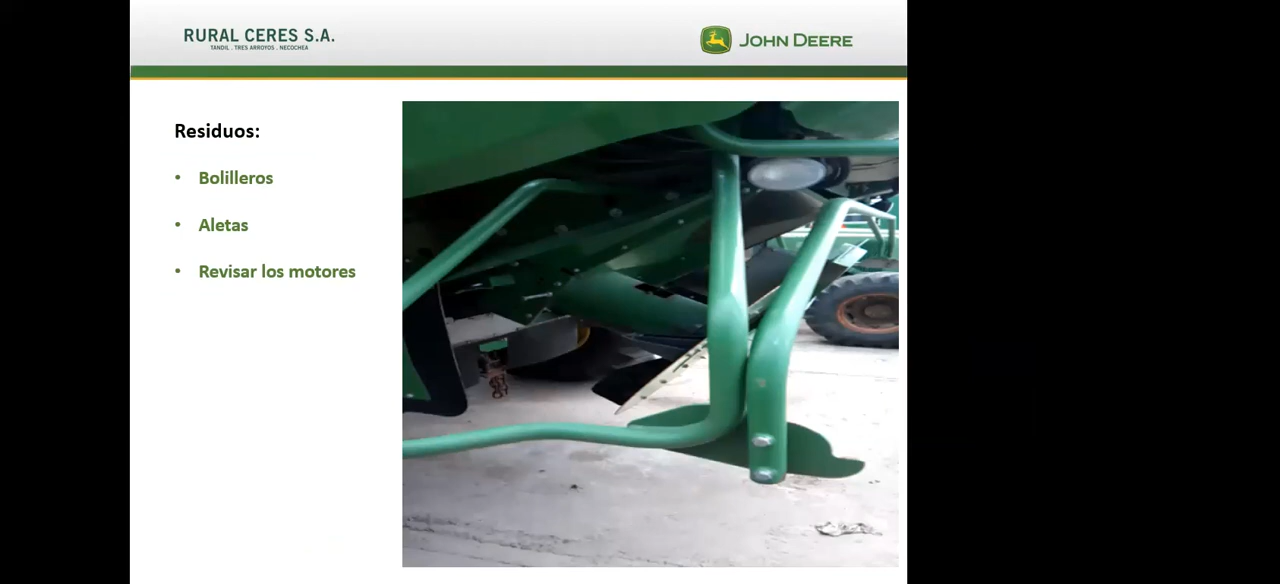 RURAL CERES S.A.
TANDIL . TRES ARROYOS . NECOCHEA
JOHN DEERE
Residuos:
• Bolilleros
• Aletas
• Revisar los motores